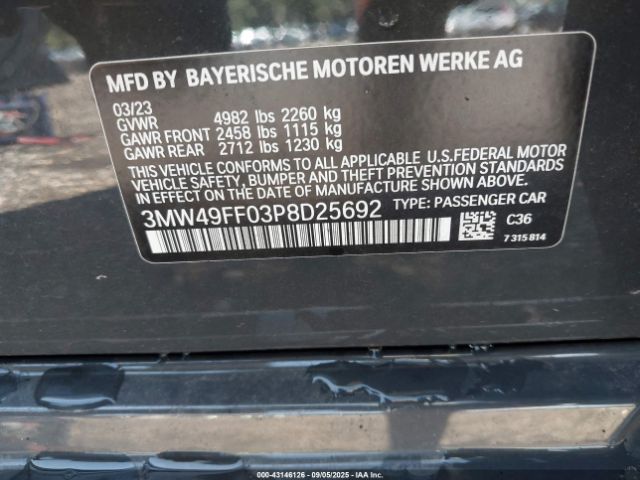 MFD BY BAYERISCHE MOTOREN WERKE AG
03/23
GVWR 4982 lbs 2260 kg
GAWR FRONT 2458 lbs 1115 kg
GAWR REAR 2712 lbs 1230 kg
THIS VEHICLE CONFORMS TO ALL APPLICABLE U.S.FEDERAL MOTOR
VEHICLE SAFETY, BUMPER AND THEFT PREVENTION STANDARDS
IN EFFECT ON THE DATE OF MANUFACTURE SHOWN ABOVE.
3MW49FF03P8D25692 TYPE: PASSENGER CAR
C36
7 315 814
000-43146126 - 09/05/2025 - IAAI, Inc.